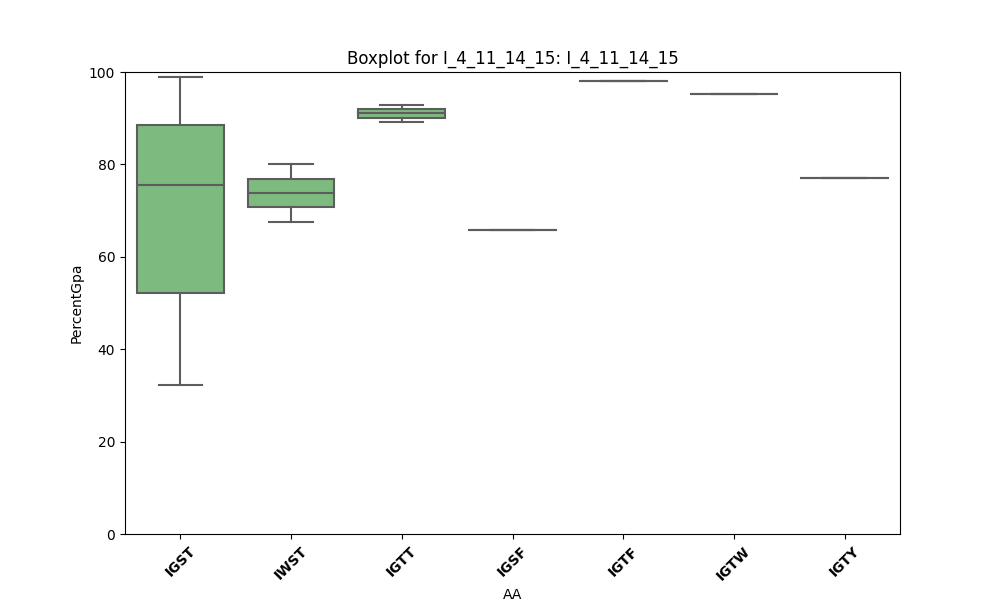 Boxplot for I_4_11_14_15: I_4_11_14_15
100
80
60
40
20
0
PercentGpa
IGST
IWST
IGTT
IGSF
IGTF
IGTW
IGTY
AA